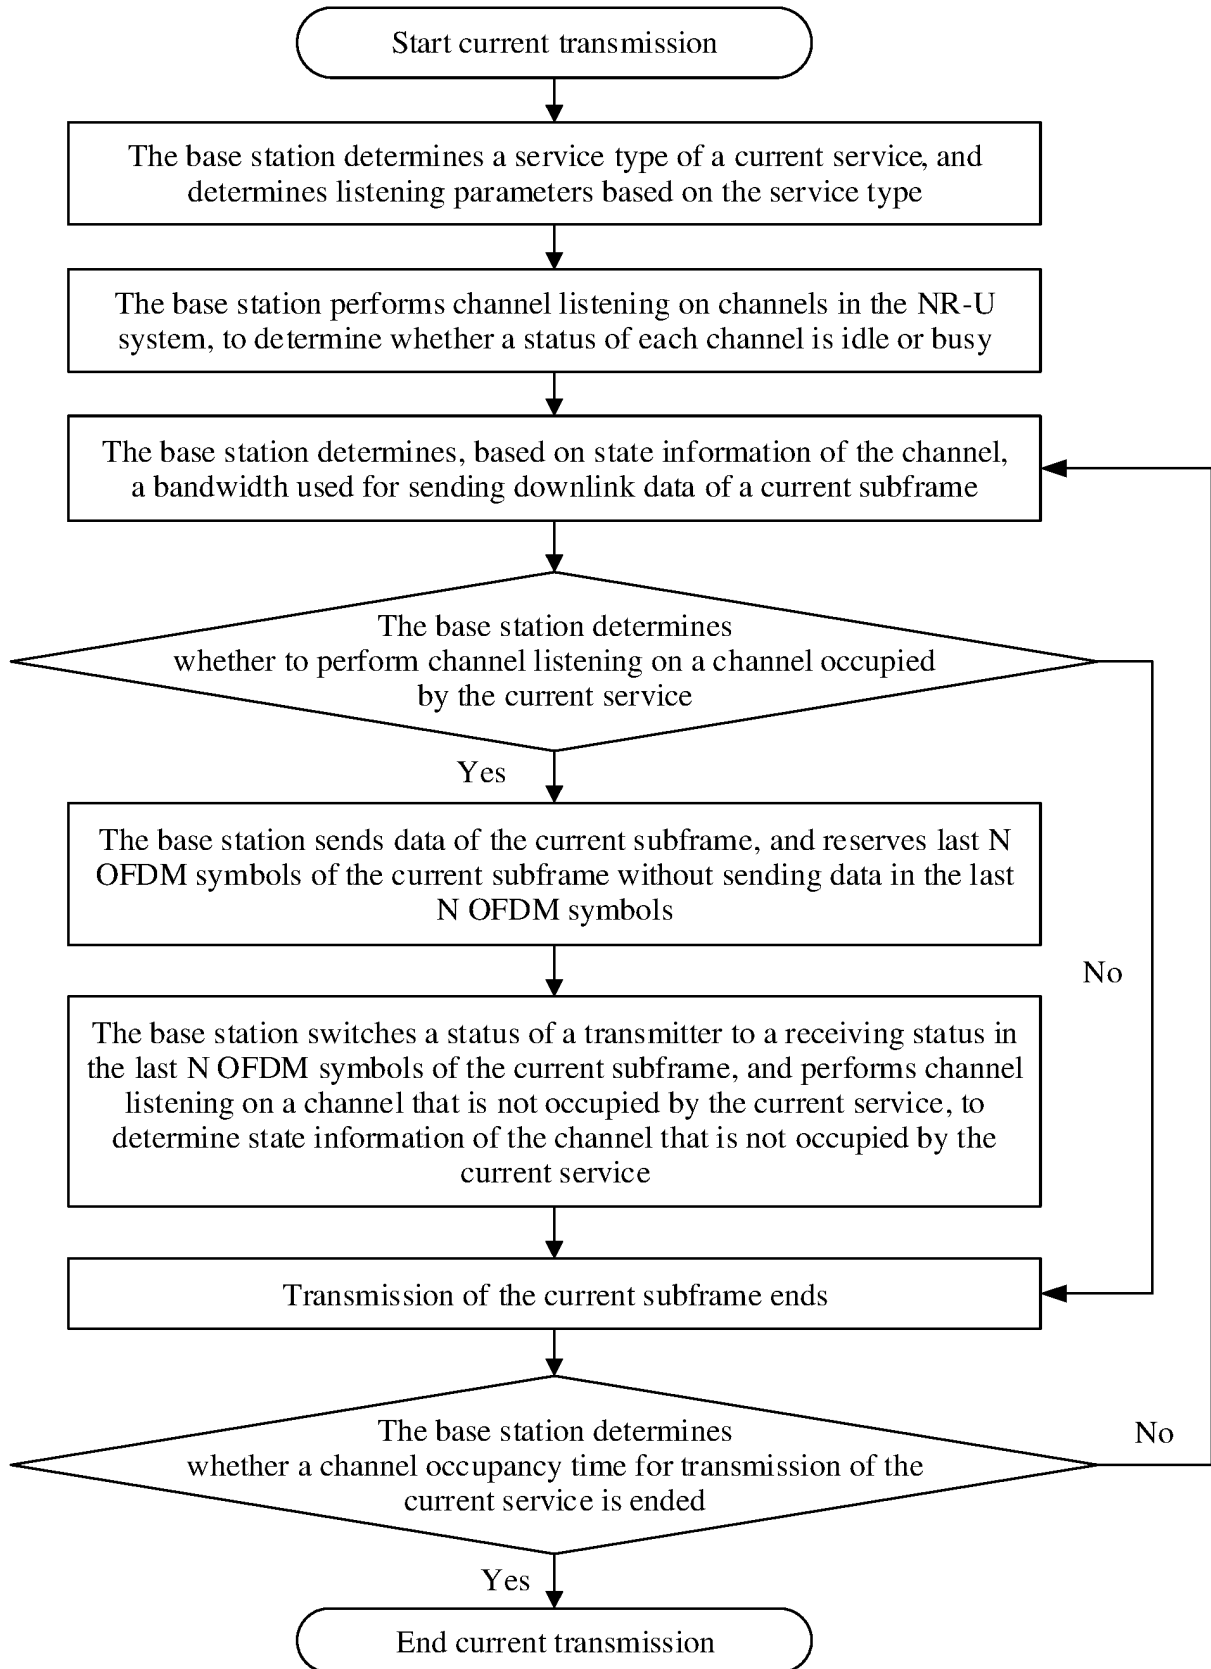 Start current transmission
The base station determines a service type of a current service, and
determines listening parameters based on the service type
The base station performs channel listening on channels in the NR-U
system, to determine whether a status of each channel is idle or busy
The base station determines, based on state information of the channel,
a bandwidth used for sending downlink data of a current subframe
The base station determines
whether to perform channel listening on a channel occupied
by the current service
Yes
The base station sends data of the current subframe, and reserves last N
OFDM symbols of the current subframe without sending data in the last
N OFDM symbols
No
The base station switches a status of a transmitter to a receiving status in
the last N OFDM symbols of the current subframe, and performs channel
listening on a channel that is not occupied by the current service, to
determine state information of the channel that is not occupied by the
current service
Transmission of the current subframe ends
The base station determines
whether a channel occupancy time for transmission of the
current service is ended
No
Yes
End current transmission